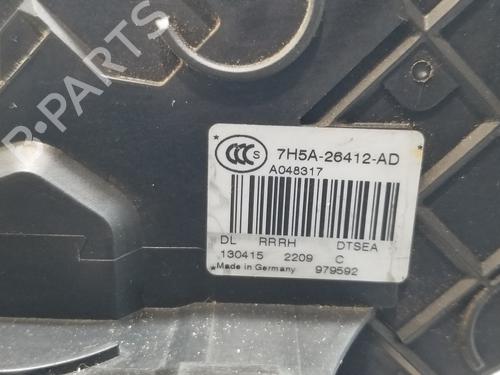 B-PARTS
CCC S 7H5A-26412-AD
A048317
DL RRRH DTSEA
130415 2209 C
Made in Germany 979592